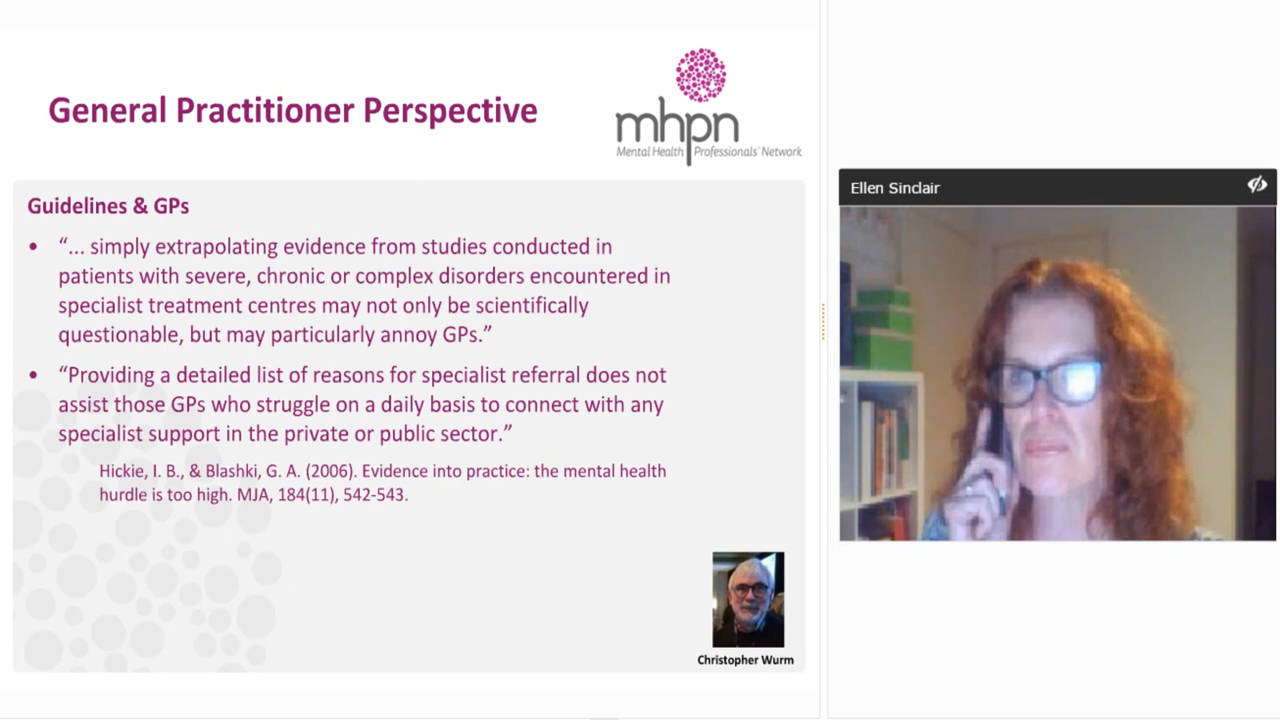 General Practitioner Perspective
mhpn
Mental Health Professionals' Network
Guidelines & GPs
• “... simply extrapolating evidence from studies conducted in
patients with severe, chronic or complex disorders encountered in
specialist treatment centres may not only be scientifically
questionable, but may particularly annoy GPs.”
• “Providing a detailed list of reasons for specialist referral does not
assist those GPs who struggle on a daily basis to connect with any
specialist support in the private or public sector.”
Hickie, I. B., & Blashki, G. A. (2006). Evidence into practice: the mental health
hurdle is too high. MJA, 184(11), 542-543.
Christopher Wurm
Ellen Sinclair